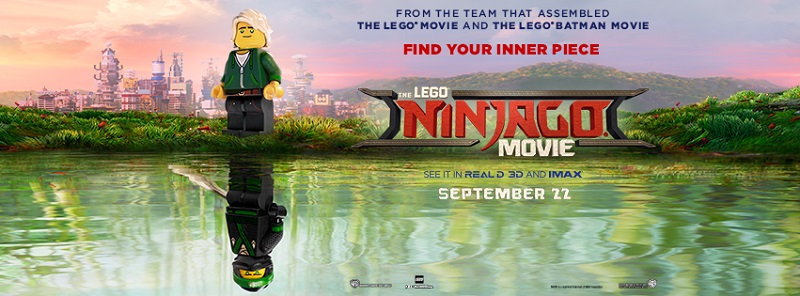 FROM THE TEAM THAT ASSEMBLED
THE LEGO® MOVIE AND THE LEGO® BATMAN MOVIE
FIND YOUR INNER PIECE
THE LEGO
NINJAGO®
MOVIE
SEE IT IN REAL D 3D AND IMAX
SEPTEMBER 22